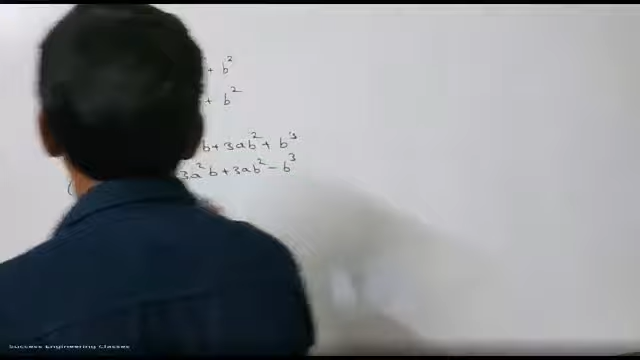 + b²
+ b²
b + 3ab² + b³
3a²b + 3ab² - b³
Success Engineering Classes